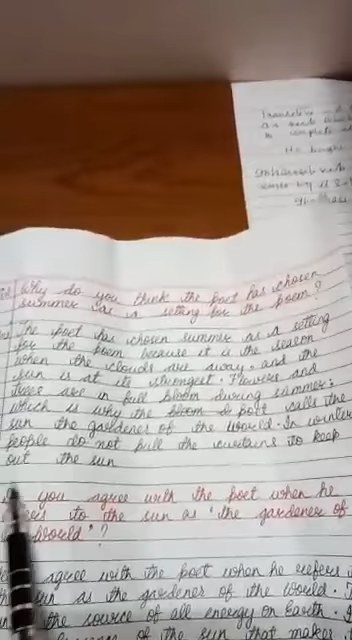 Translative
to complete
He laughed
Why do you think the poet has chosen
summer as a setting for the poem?
The poet has chosen summer as a setting
for the poem because it is the season
when the clouds are away. and the
sun is at its strongest. Flowers and
trees are in full bloom during summer.
which is why the bloom poet calls the
sun the gardener of the World. In winter
people do not pull the curtains to keep
out the sun
you agree with the poet when he
to the sun as 'the gardener of
World'?
agree with the poet when he refers
as the gardener of the World.
the source of all energy on Earth.
of the sun that makes